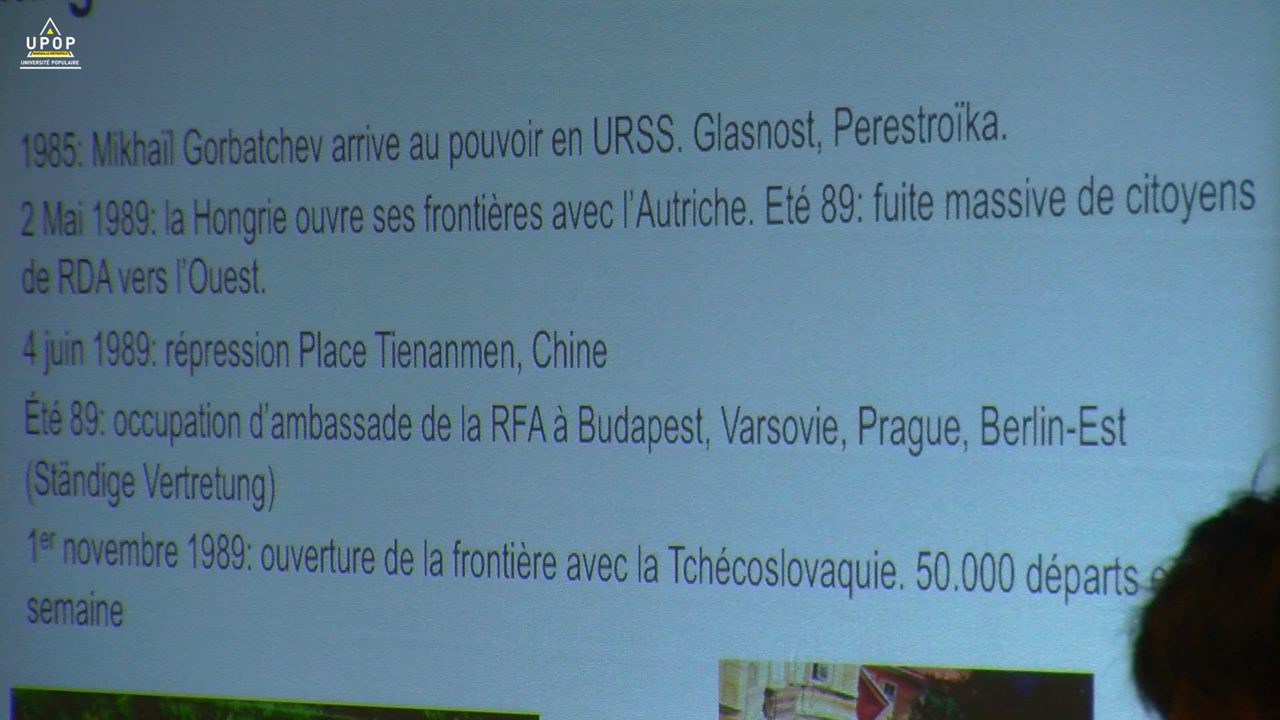 UPOP
UNIVERSITÉ POPULAIRE
1985: Mikhaïl Gorbatchev arrive au pouvoir en URSS. Glasnost, Perestroïka.
2 Mai 1989: la Hongrie ouvre ses frontières avec l'Autriche. Eté 89: fuite massive de citoyens
de RDA vers l'Ouest.
4 juin 1989: répression Place Tienanmen, Chine
Été 89: occupation d'ambassade de la RFA à Budapest, Varsovie, Prague, Berlin-Est
(Ständige Vertretung)
1er novembre 1989: ouverture de la frontière avec la Tchécoslovaquie. 50.000 départs
semaine